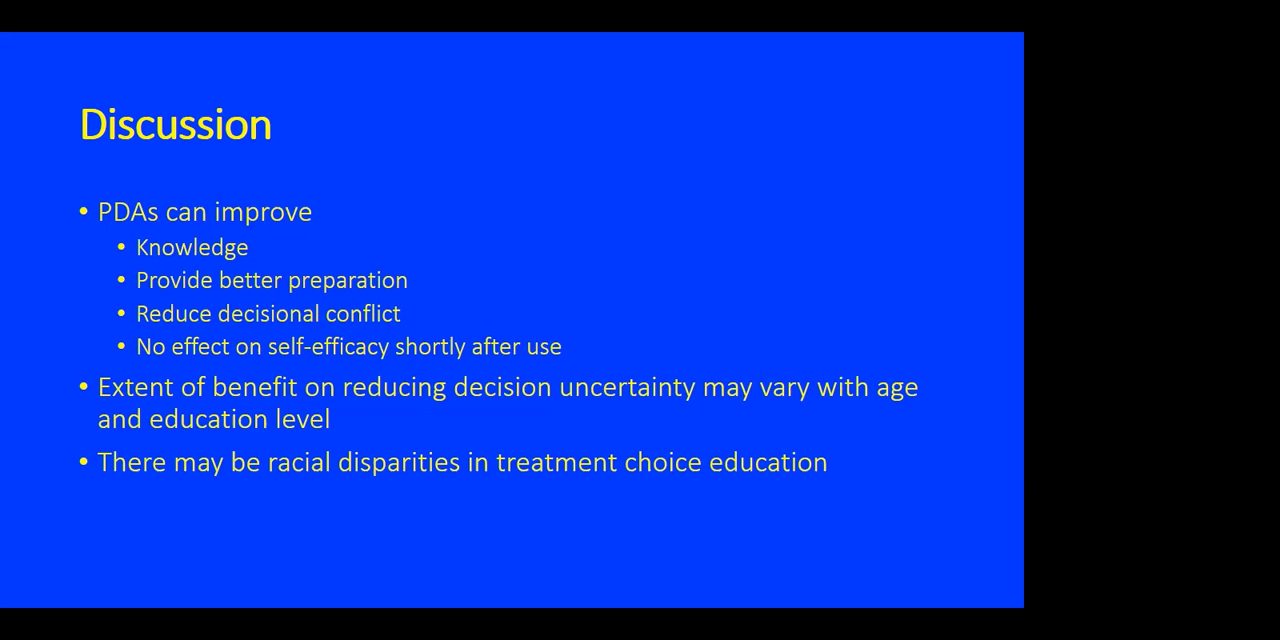 Discussion
• PDAs can improve
• Knowledge
• Provide better preparation
• Reduce decisional conflict
• No effect on self-efficacy shortly after use
• Extent of benefit on reducing decision uncertainty may vary with age
and education level
• There may be racial disparities in treatment choice education